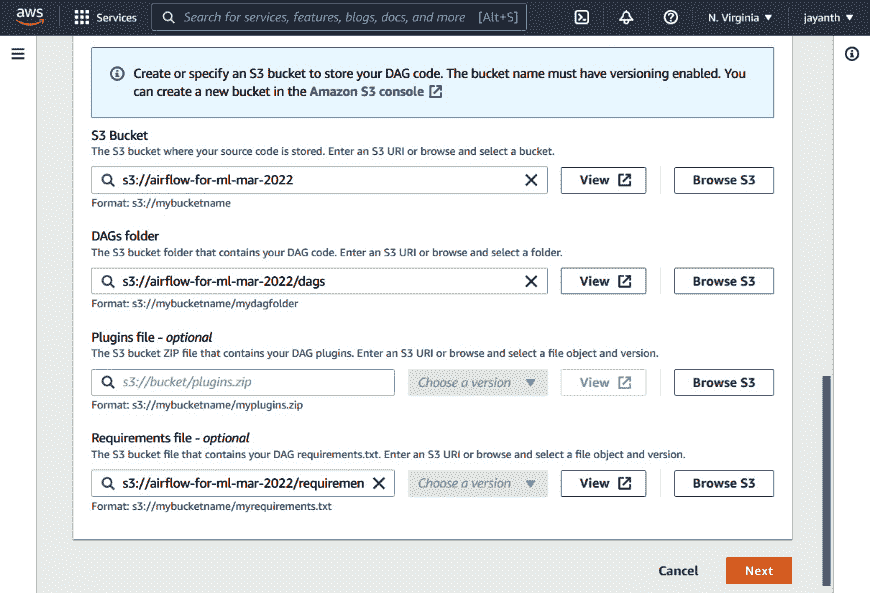 aws Services Search for services, features, blogs, docs, and more [Alt+S] N. Virginia ▼ jayanth ▼
Create or specify an S3 bucket to store your DAG code. The bucket name must have versioning enabled. You
can create a new bucket in the Amazon S3 console
S3 Bucket
The S3 bucket where your source code is stored. Enter an S3 URI or browse and select a bucket.
s3://airflow-for-ml-mar-2022 View Browse S3
Format: s3://mybucketname
DAGs folder
The S3 bucket folder that contains your DAG code. Enter an S3 URI or browse and select a folder.
s3://airflow-for-ml-mar-2022/dags View Browse S3
Format: s3://mybucketname/mydagfolder
Plugins file - optional
The S3 bucket ZIP file that contains your DAG plugins. Enter an S3 URI or browse and select a file object and version.
s3://bucket/plugins.zip Choose a version View Browse S3
Format: s3://mybucketname/myplugins.zip
Requirements file - optional
The S3 bucket file that contains your DAG requirements.txt. Enter an S3 URI or browse and select a file object and version.
s3://airflow-for-ml-mar-2022/requiremen Choose a version View Browse S3
Format: s3://mybucketname/myrequirements.txt
Cancel Next